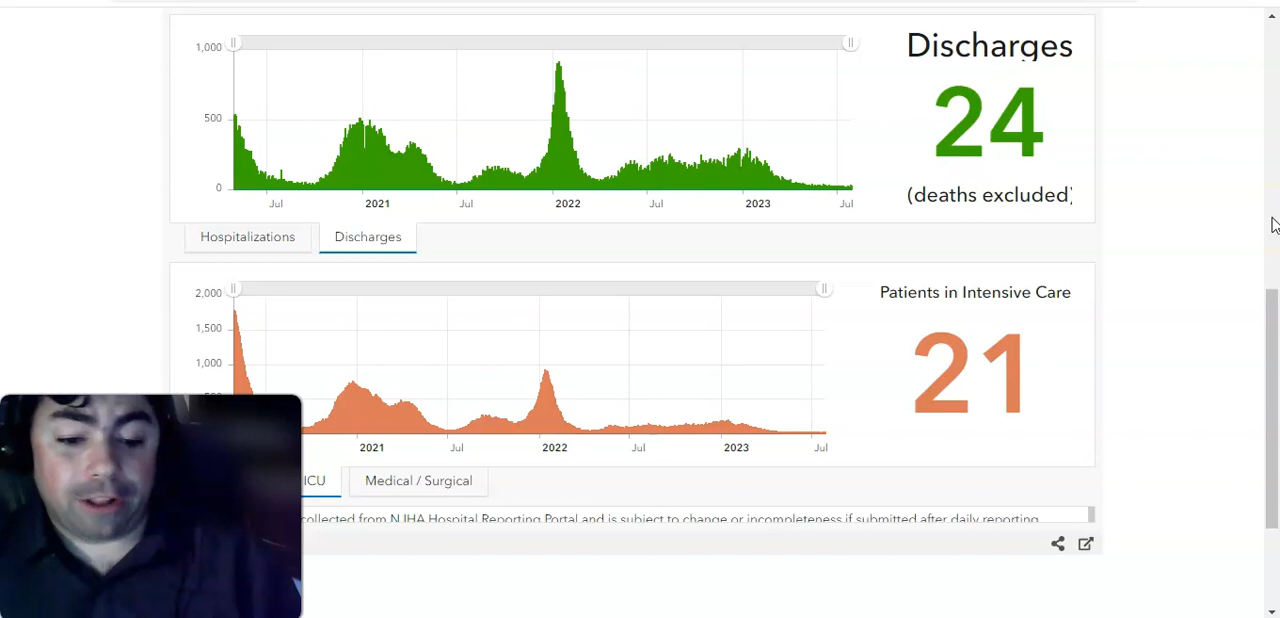 1,000
500
0
Jul
2021
Jul
2022
Jul
2023
Jul
Discharges
24
(deaths excluded)
Hospitalizations
Discharges
2,000
1,500
1,000
2021
Jul
2022
Jul
2023
Jul
Patients in Intensive Care
21
ICU
Medical / Surgical
collected from NJHA Hospital Reporting Portal and is subject to change or incompleteness if submitted after daily reporting